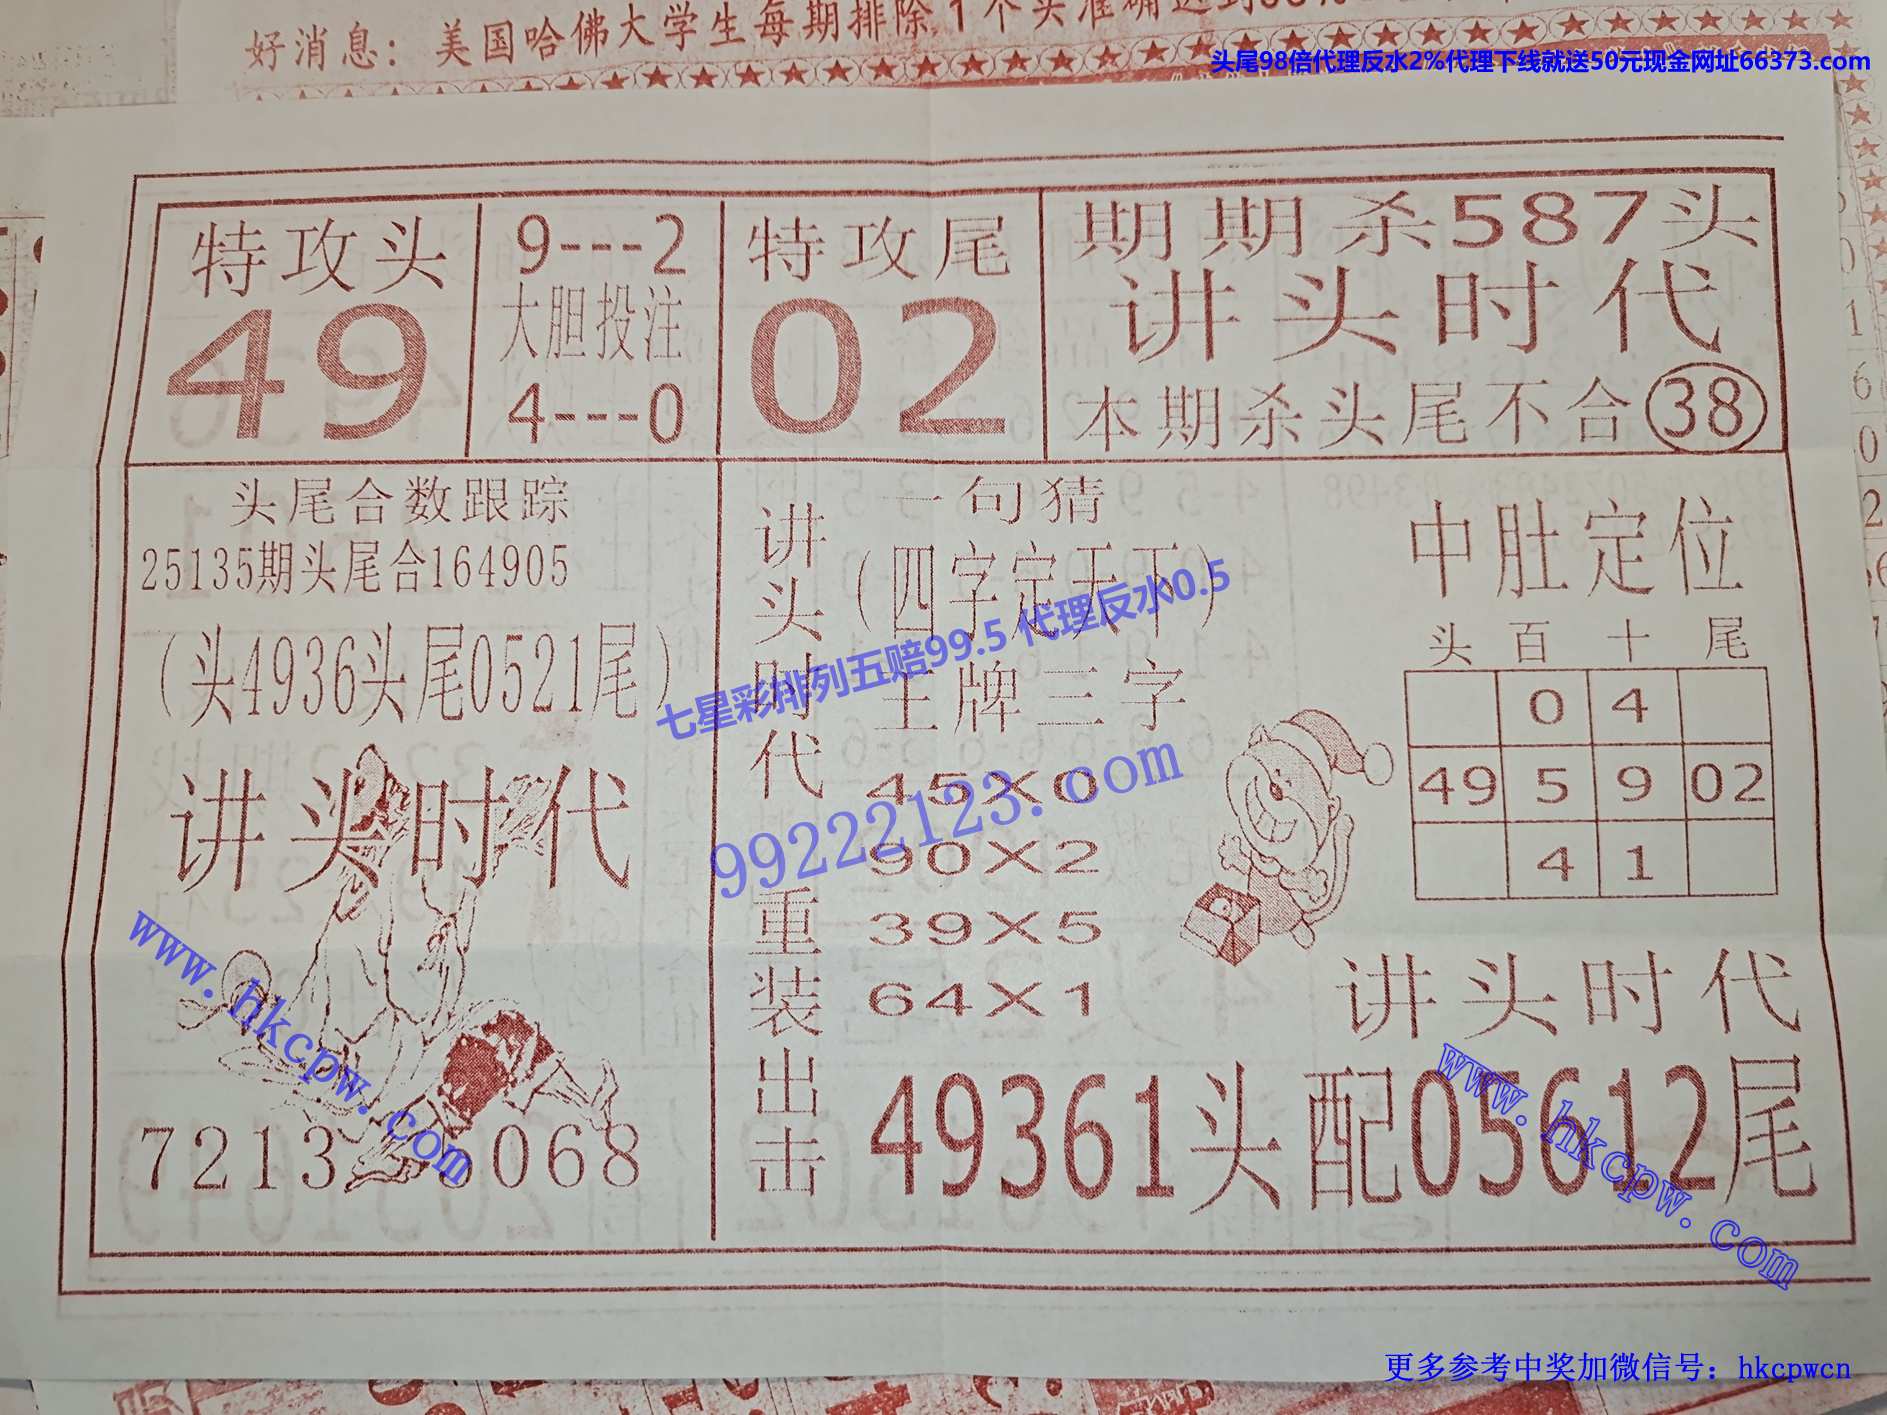 好消息：美国哈佛大学生每期排除1个头准确达到
头尾98倍代理反水2%代理下线就送50元现金网址66373.com
特攻头
49
9---2
大胆投注
4---0
特攻尾
02
期期杀587头
讲头时代
本期杀头尾不合38
头尾合数跟踪
25135期头尾合164905
（头4936头尾0521尾）
讲头时代
7213 5068
讲头时代 重装出击
一句猜
（四字定天下）
王牌三字
45X0
90X2
39X5
64X1
中肚定位
头 百 十 尾
0 4
49 5 9 02
4 1
讲头时代
49361头配05612尾
七星彩排列五赔99.5 代理反水0.5
99222123.com
www.hkcpw.com
www.hkcpw.com
更多参考中奖加微信号：hkcpwcn